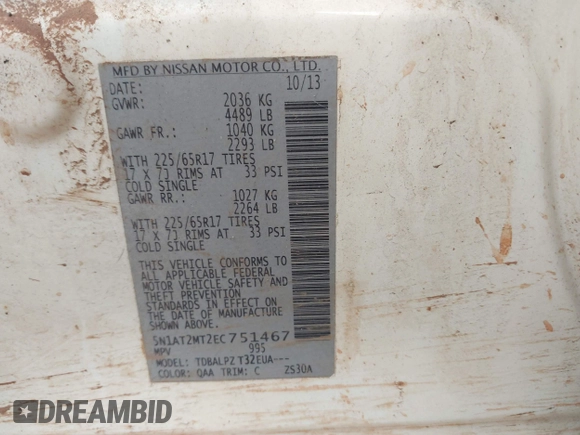 MFD BY NISSAN MOTOR CO., LTD.
DATE: 10/13
GVWR: 2036 KG
4489 LB
GAWR FR.: 1040 KG
2293 LB
WITH 225/65R17 TIRES
17 X 7J RIMS AT 33 PSI
COLD SINGLE
GAWR RR.: 1027 KG
2264 LB
WITH 225/65R17 TIRES
17 X 7J RIMS AT 33 PSI
COLD SINGLE
THIS VEHICLE CONFORMS TO
ALL APPLICABLE FEDERAL
MOTOR VEHICLE SAFETY AND
THEFT PREVENTION
STANDARDS IN EFFECT ON
THE DATE OF MANUFACTURE
SHOWN ABOVE.
5N1AT2MT2EC751467
MPV 995
MODEL: TDBALPZ T32EUA---
COLOR: QAA TRIM: C 2S30A
DREAMBID